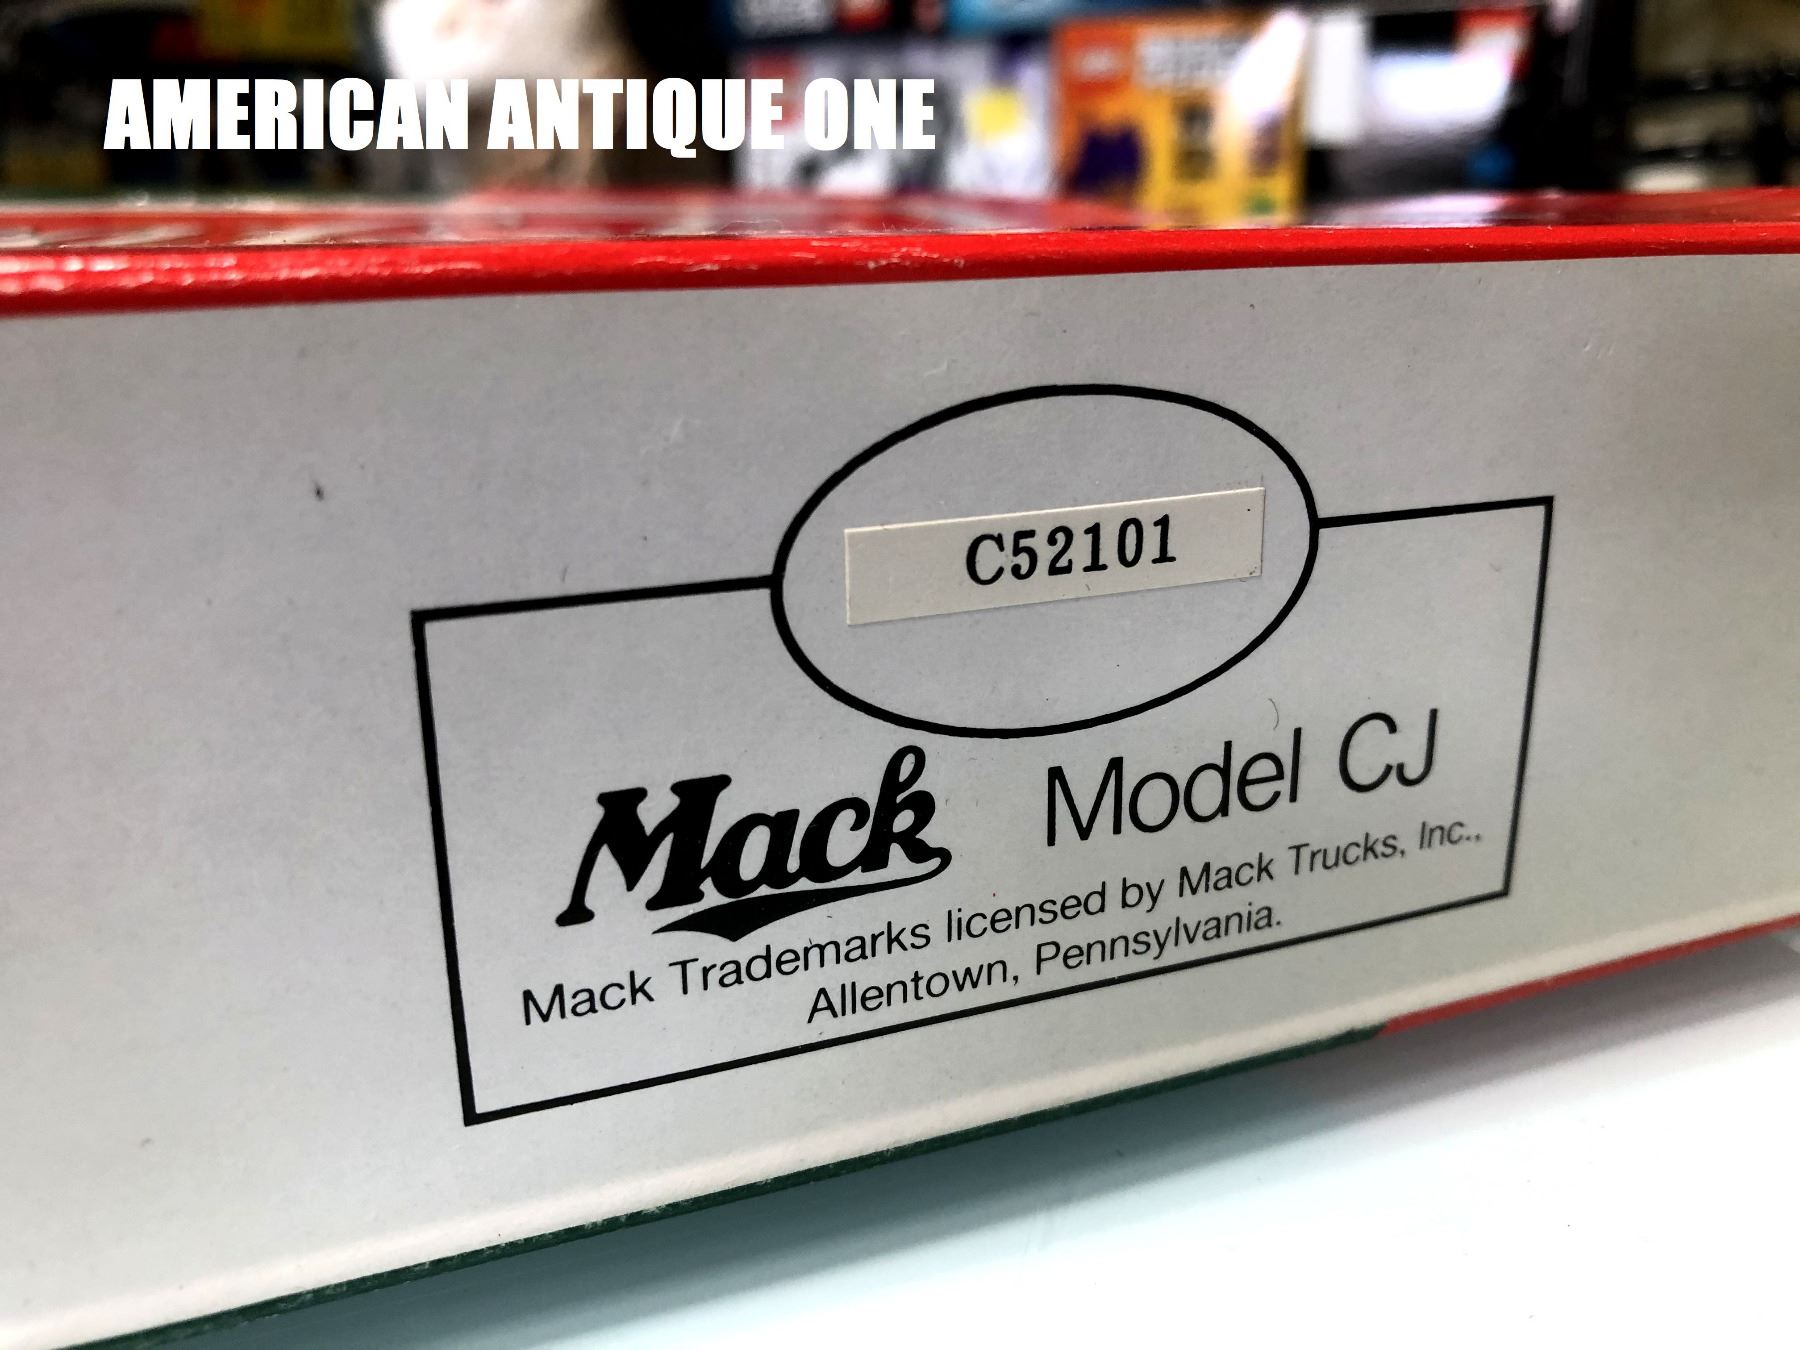 AMERICAN ANTIQUE ONE
C52101
Mack Model CJ
Mack Trademarks licensed by Mack Trucks, Inc.,
Allentown, Pennsylvania.